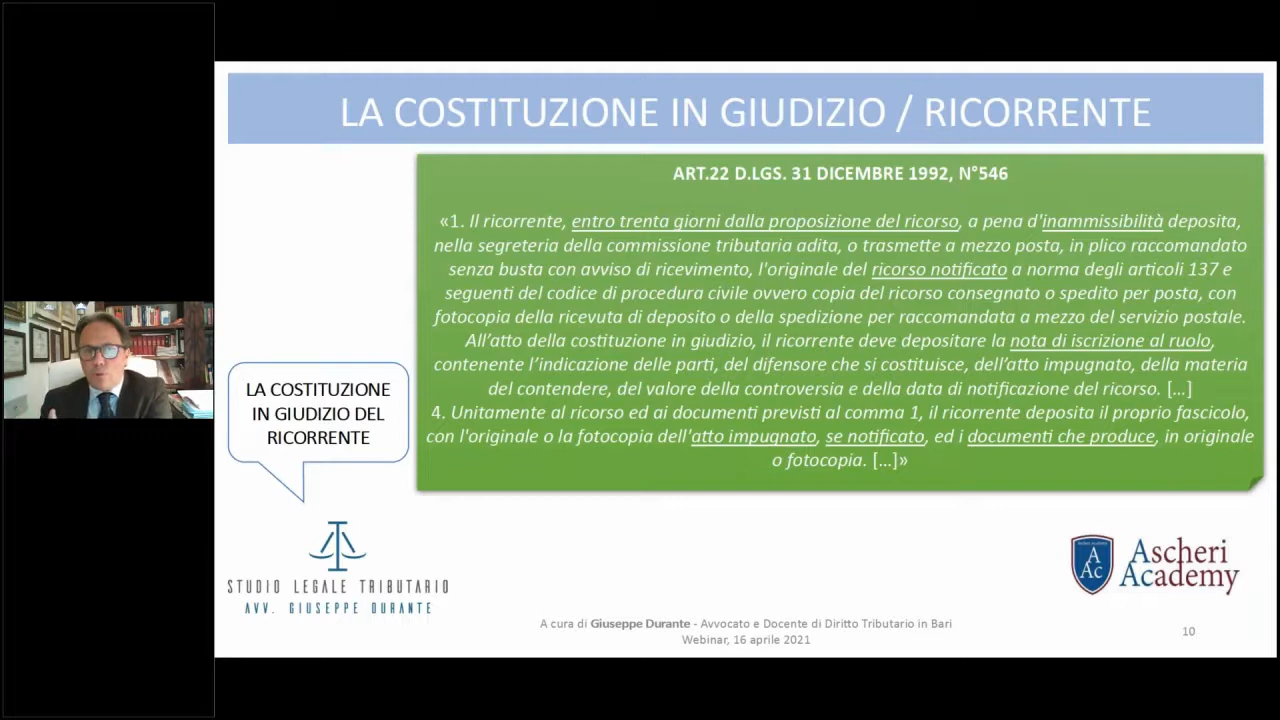 LA COSTITUZIONE IN GIUDIZIO / RICORRENTE
ART.22 D.LGS. 31 DICEMBRE 1992, N°546
«1. Il ricorrente, entro trenta giorni dalla proposizione del ricorso, a pena d'inammissibilità deposita,
nella segreteria della commissione tributaria adita, o trasmette a mezzo posta, in plico raccomandato
senza busta con avviso di ricevimento, l'originale del ricorso notificato a norma degli articoli 137 e
seguenti del codice di procedura civile ovvero copia del ricorso consegnato o spedito per posta, con
fotocopia della ricevuta di deposito o della spedizione per raccomandata a mezzo del servizio postale.
All'atto della costituzione in giudizio, il ricorrente deve depositare la nota di iscrizione al ruolo,
contenente l'indicazione delle parti, del difensore che si costituisce, dell'atto impugnato, della materia
del contendere, del valore della controversia e della data di notificazione del ricorso. [...]
4. Unitamente al ricorso ed ai documenti previsti al comma 1, il ricorrente deposita il proprio fascicolo,
con l'originale o la fotocopia dell'atto impugnato, se notificato, ed i documenti che produce, in originale
o fotocopia. [...]»
LA COSTITUZIONE
IN GIUDIZIO DEL
RICORRENTE
STUDIO LEGALE TRIBUTARIO
AVV. GIUSEPPE DURANTE
A Ac
Ascheri
Academy
A cura di Giuseppe Durante - Avvocato e Docente di Diritto Tributario in Bari
Webinar, 16 aprile 2021
10